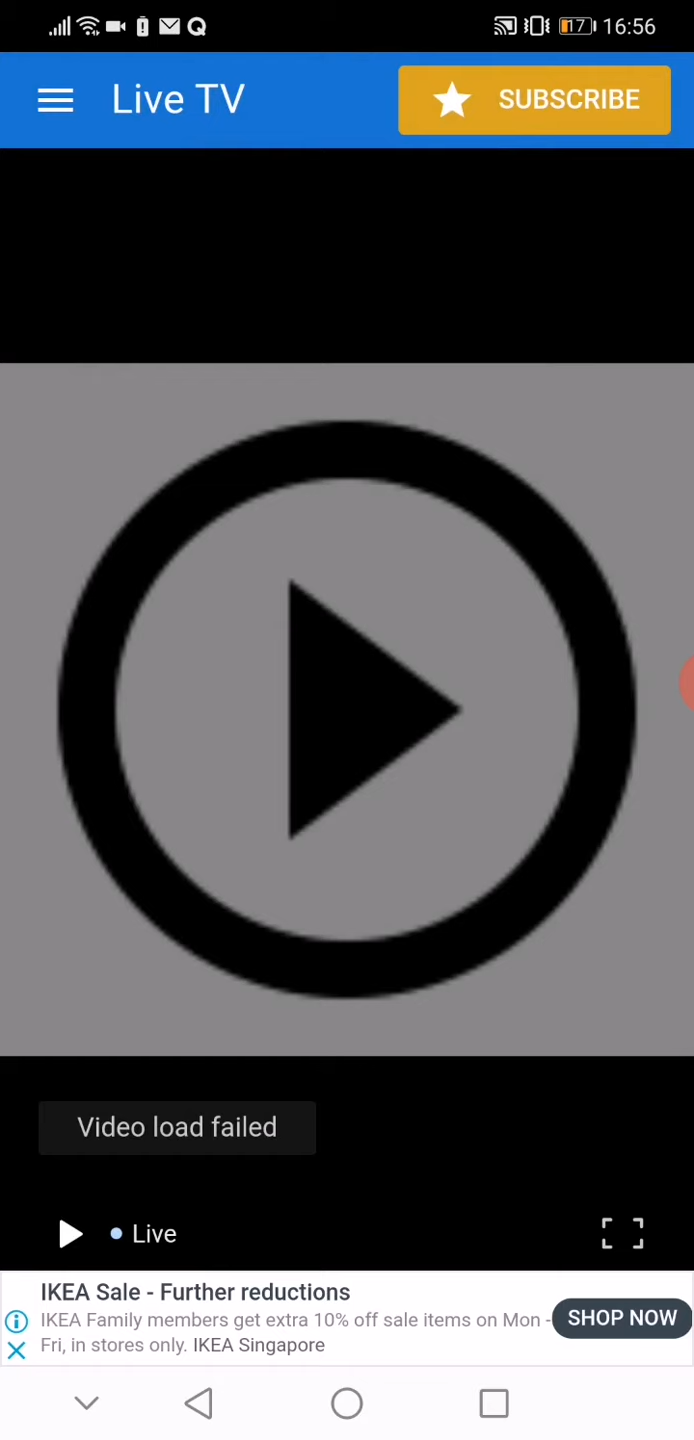 17 16:56
Live TV
SUBSCRIBE
Video load failed
Live
IKEA Sale - Further reductions
IKEA Family members get extra 10% off sale items on Mon -
Fri, in stores only. IKEA Singapore
SHOP NOW